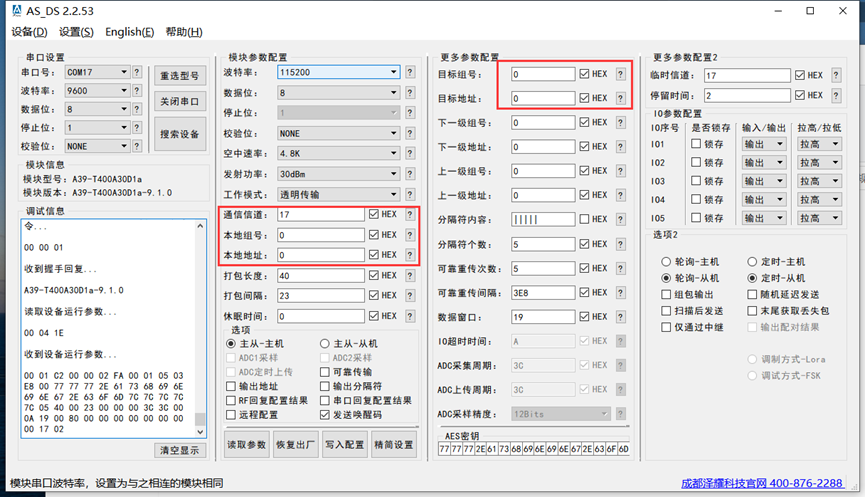 AS_DS 2.2.53
设备(D) 设置(S) English(E) 帮助(H)
串口设置
串口号: COM17 ?
波特率: 9600 ?
数据位: 8 ?
停止位: 1 ?
校验位: NONE ?
重选型号
关闭串口
搜索设备
模块信息
模块型号: A39-T400A30D1a
模块版本: A39-T400A30D1a-9.1.0
调试信息
令...
00 00 01
收到握手回复...
A39-T400A30D1a-9.1.0
读取设备运行参数...
00 04 1E
收到设备运行参数...
00 01 C2 00 00 02 FA 00 01 05 03
E8 00 77 77 77 2E 61 73 68 69 6E
69 6E 67 2E 63 6F 6D 7C 7C 7C 7C
7C 05 40 00 23 00 00 00 3C 3C 00
0A 19 00 80 00 00 00 00 00 00 00
00 17 02
清空显示
模块参数配置
波特率: 115200 ?
数据位: 8 ?
停止位: 1 ?
校验位: NONE ?
空中速率: 4.8K ?
发射功率: 30dBm ?
工作模式: 透明传输 ?
通信信道: 17 HEX ?
本地组号: 0 HEX ?
本地地址: 0 HEX ?
打包长度: 40 HEX ?
打包间隔: 23 HEX ?
休眠时间: 0 HEX ?
选项
主从-主机 主从-从机
ADC1采样 ADC2采样
ADC定时上传 可靠传输
输出地址 输出分隔符
RF回复配置结果 串口回复配置结果
远程配置 发送唤醒码
读取参数 恢复出厂 写入配置 精简设置
更多参数配置
目标组号: 0 HEX ?
目标地址: 0 HEX ?
下一级组号: 0 HEX ?
下一级地址: 0 HEX ?
上一级组号: 0 HEX ?
上一级地址: 0 HEX ?
分隔符内容: ||||| HEX ?
分隔符个数: 5 HEX ?
可靠重传次数: 5 HEX ?
可靠重传间隔: 3E8 HEX ?
数据窗口: 19 HEX ?
IO超时时间: A HEX ?
ADC采集周期: 3C HEX ?
ADC上传周期: 3C HEX ?
ADC采样精度: 12Bits ?
AES密钥
77 77 77 2E 61 73 68 69 6E 69 6E 67 2E 63 6F 6D
更多参数配置2
临时信道: 17 HEX ?
停留时间: 2 HEX ?
IO参数配置
IO序号 是否锁存 输入/输出 拉高/拉低
IO1 锁存 输出 拉高
IO2 锁存 输出 拉高
IO3 锁存 输出 拉高
IO4 锁存 输出 拉高
IO5 锁存 输出 拉高
选项2
轮询-主机 定时-主机
轮询-从机 定时-从机
组包输出 随机延迟发送
扫描后发送 末尾获取丢失包
仅通过中继 输出配对结果
调制方式-Lora
调试方式-FSK
模块串口波特率，设置为与之相连的模块相同
成都泽耀科技官网 400-876-2288